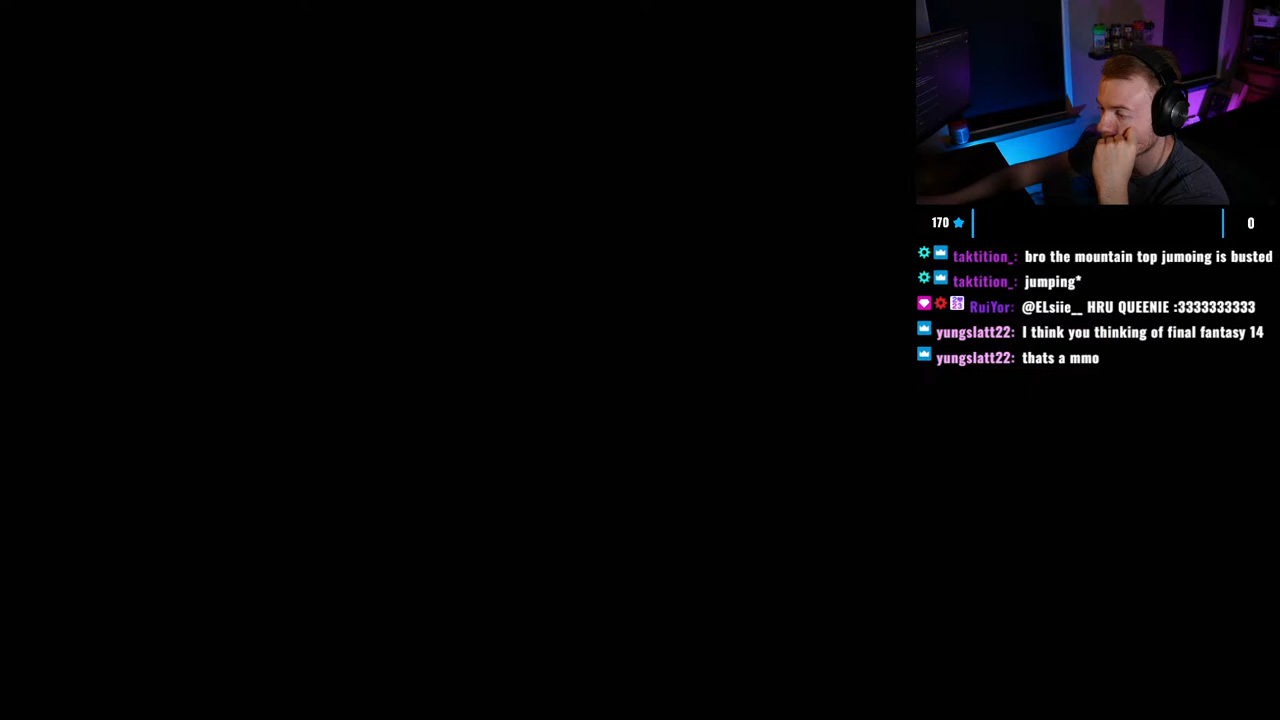 170 0
taktition_: bro the mountain top jumoing is busted
taktition_: jumping*
RuiYor: @ELsiie__ HRU QUEENIE :3333333333
yungslatt22: I think you thinking of final fantasy 14
yungslatt22: thats a mmo